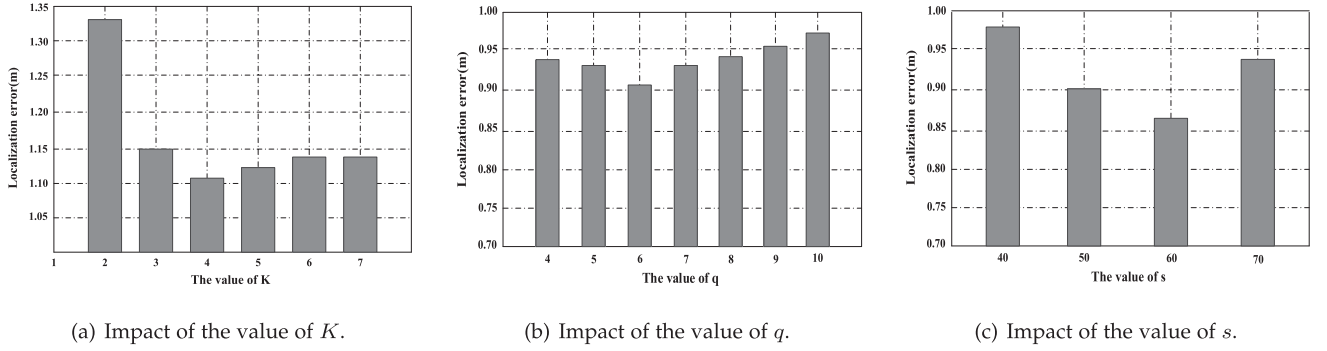 1.35
1.30
1.25
1.20
1.15
1.10
1.05
Localization error(m)
1 2 3 4 5 6 7
The value of K
(a) Impact of the value of K.
1.00
0.95
0.90
0.85
0.80
0.75
0.70
Localization error(m)
4 5 6 7 8 9 10
The value of q
(b) Impact of the value of q.
1.00
0.95
0.90
0.85
0.80
0.75
0.70
Localization error(m)
40 50 60 70
The value of s
(c) Impact of the value of s.